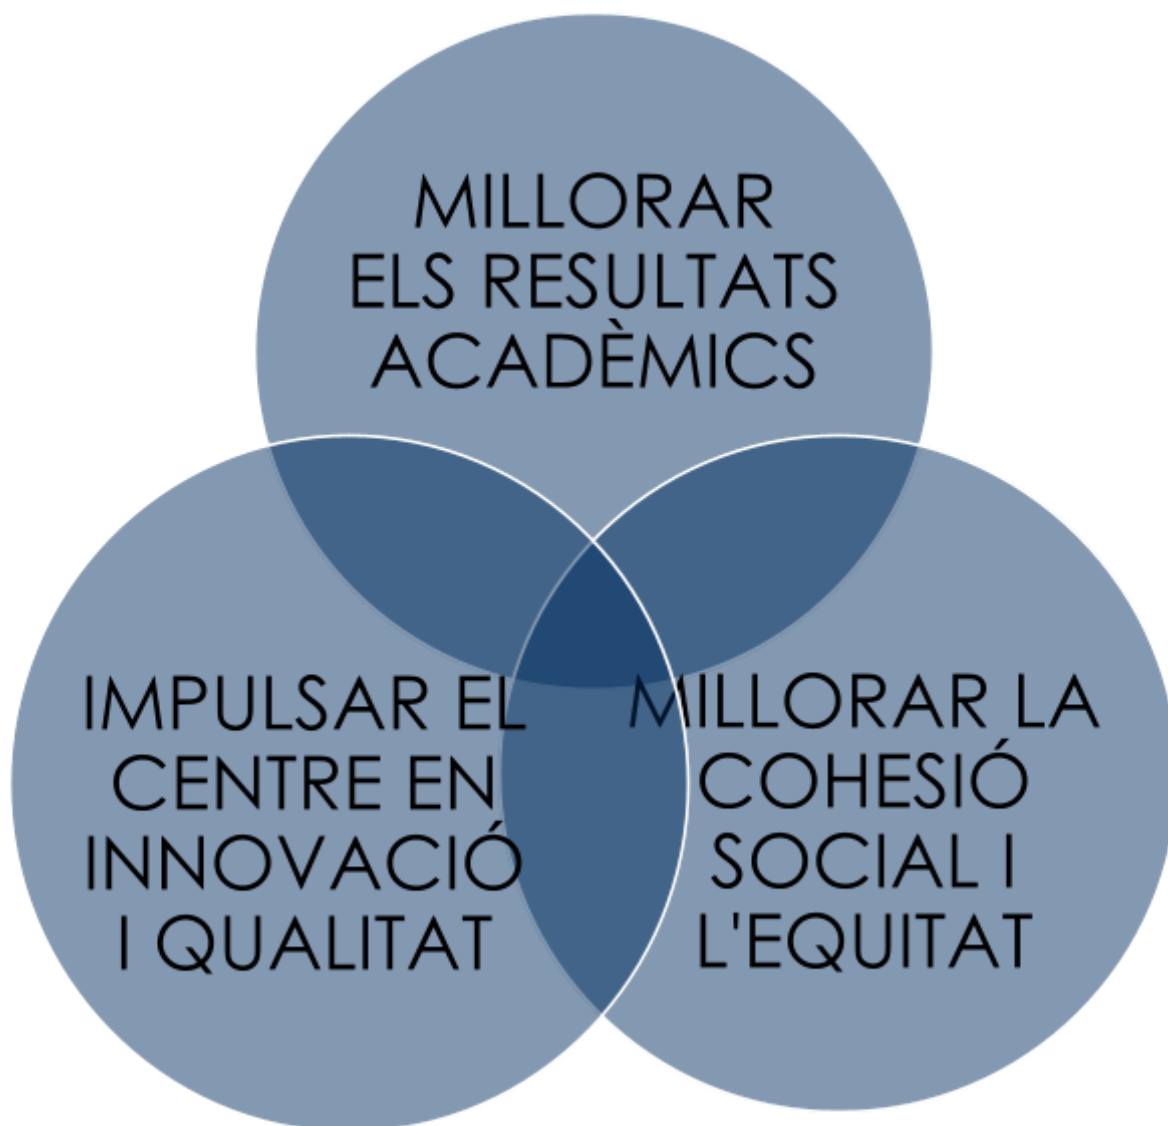 MILLORAR
ELS RESULTATS
ACADÈMICS
IMPULSAR EL
CENTRE EN
INNOVACIÓ
I QUALITAT
MILLORAR LA
COHESIÓ
SOCIAL I
L'EQUITAT